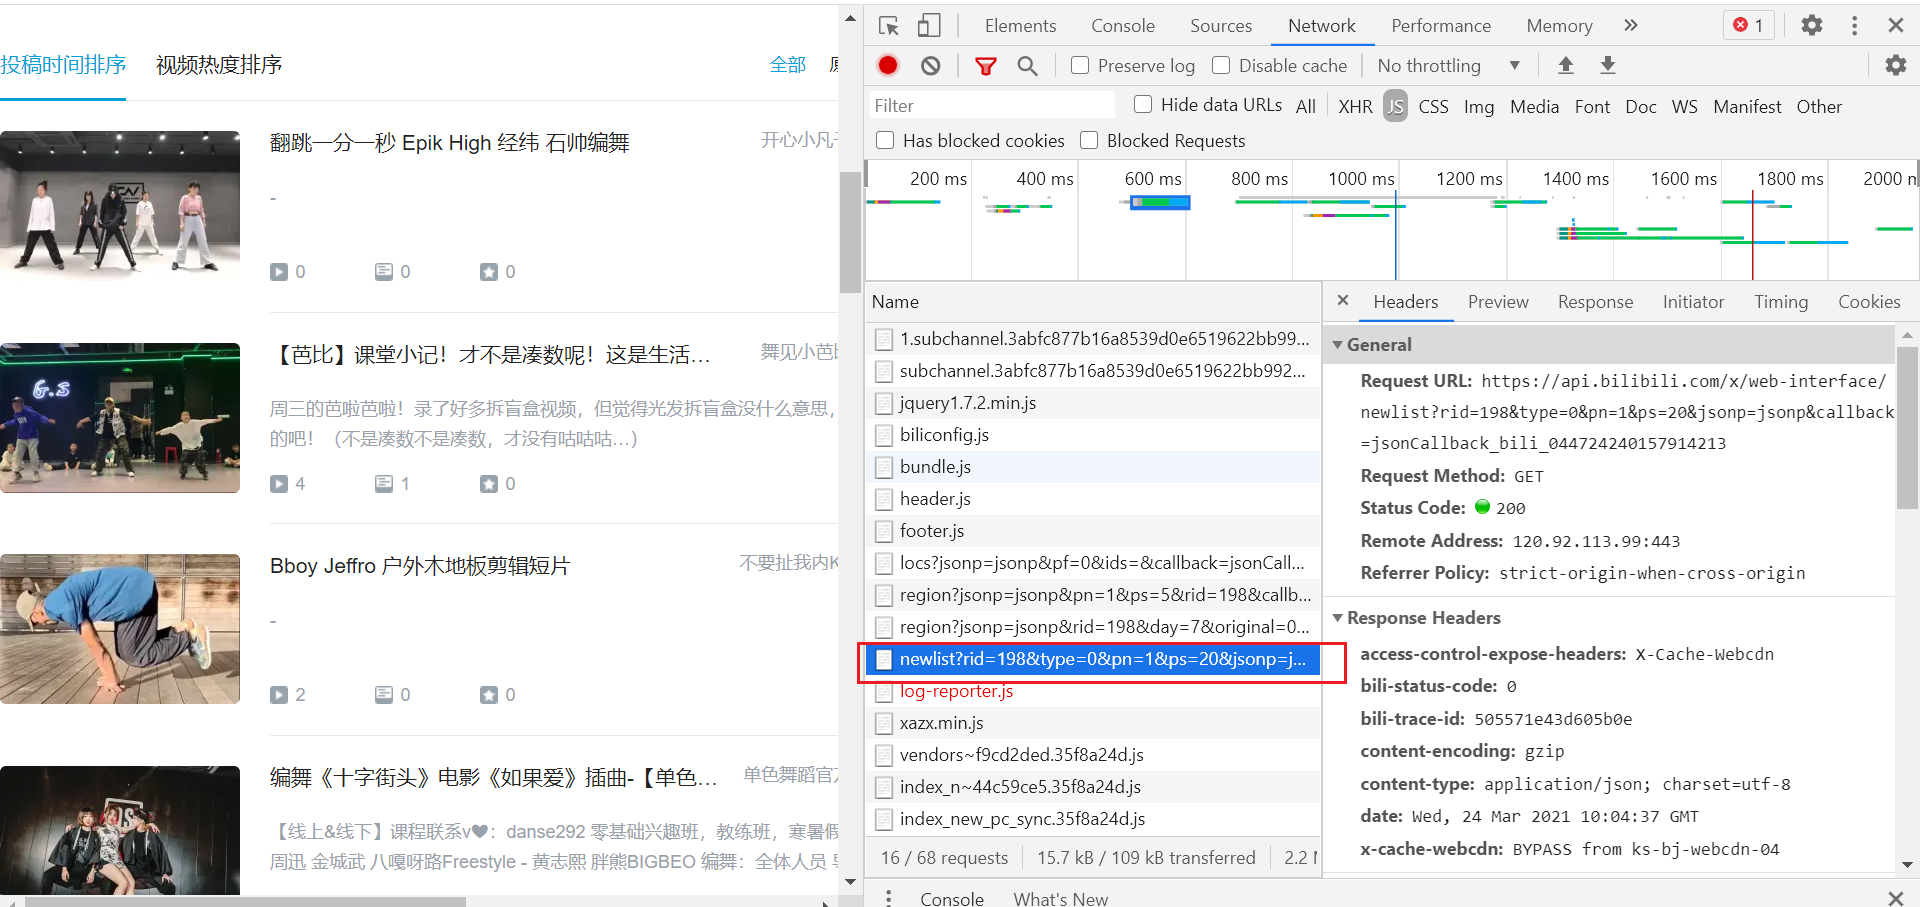 投稿时间排序 视频热度排序 全部
翻跳一分一秒 Epik High 经纬 石帅编舞 开心小凡
-
0 0 0
【芭比】课堂小记！才不是凑数呢！这是生活... 舞见小芭
周三的芭啦芭啦！录了好多拆盲盒视频，但觉得光发拆盲盒没什么意思，
的吧！（不是凑数不是凑数，才没有咕咕咕...）
4 1 0
Bboy Jeffro 户外木地板剪辑短片 不要扯我内K
-
2 0 0
编舞《十字街头》电影《如果爱》插曲-【单色... 单色舞蹈官
【线上&线下】课程联系v♥：danse292 零基础兴趣班，教练班，寒暑假
周迅 金城武 八嘎呀路Freestyle - 黄志熙 胖熊BIGBEO 编舞：全体人员
G.S
Elements Console Sources Network Performance Memory » 1
Preserve log Disable cache No throttling
Filter Hide data URLs All XHR JS CSS Img Media Font Doc WS Manifest Other
Has blocked cookies Blocked Requests
200 ms 400 ms 600 ms 800 ms 1000 ms 1200 ms 1400 ms 1600 ms 1800 ms 2000 m
Name
1.subchannel.3abfc877b16a8539d0e6519622bb99...
subchannel.3abfc877b16a8539d0e6519622bb992...
jquery1.7.2.min.js
biliconfig.js
bundle.js
header.js
footer.js
locs?jsonp=jsonp&pf=0&ids=&callback=jsonCall...
region?jsonp=jsonp&pn=1&ps=5&rid=198&callb...
region?jsonp=jsonp&rid=198&day=7&original=0...
newlist?rid=198&type=0&pn=1&ps=20&jsonp=j...
log-reporter.js
xazx.min.js
vendors~f9cd2ded.35f8a24d.js
index_n~44c59ce5.35f8a24d.js
index_new_pc_sync.35f8a24d.js
16 / 68 requests 15.7 kB / 109 kB transferred 2.2
Headers Preview Response Initiator Timing Cookies
General
Request URL: https://api.bilibili.com/x/web-interface/
newlist?rid=198&type=0&pn=1&ps=20&jsonp=jsonp&callback
=jsonCallback_bili_044724240157914213
Request Method: GET
Status Code: 200
Remote Address: 120.92.113.99:443
Referrer Policy: strict-origin-when-cross-origin
Response Headers
access-control-expose-headers: X-Cache-Webcdn
bili-status-code: 0
bili-trace-id: 505571e43d605b0e
content-encoding: gzip
content-type: application/json; charset=utf-8
date: Wed, 24 Mar 2021 10:04:37 GMT
x-cache-webcdn: BYPASS from ks-bj-webcdn-04
Console What's New